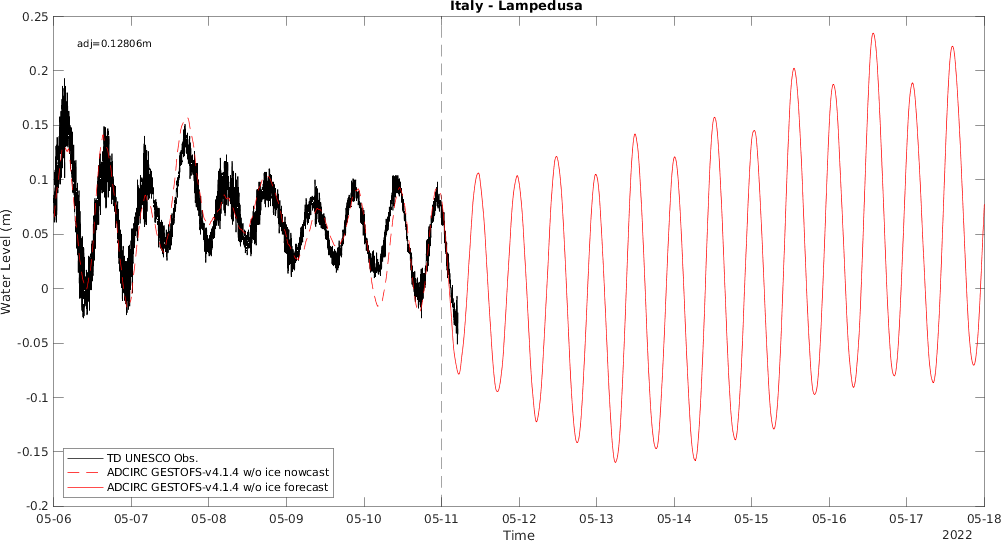 Italy - Lampedusa
adj=0.12806m
0.25
0.2
0.15
0.1
0.05
0
-0.05
-0.1
-0.15
-0.2
Water Level (m)
TD UNESCO Obs.
ADCIRC GESTOFS-v4.1.4 w/o ice nowcast
ADCIRC GESTOFS-v4.1.4 w/o ice forecast
05-06 05-07 05-08 05-09 05-10 05-11 05-12 05-13 05-14 05-15 05-16 05-17 05-18
Time
2022